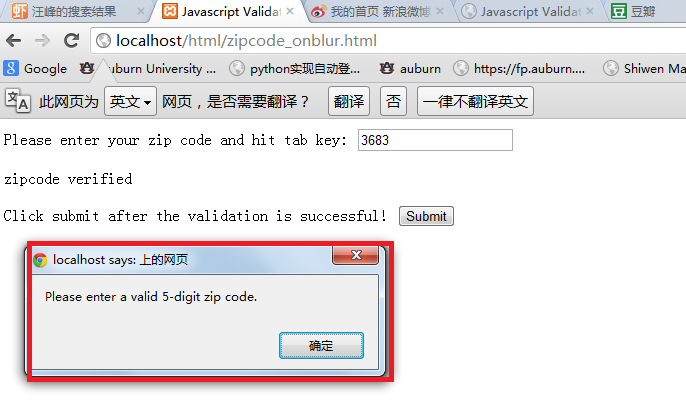 汪峰的搜索结果 Javascript Validat 我的首页 新浪微博 Javascript Validat 豆瓣
localhost/html/zipcode_onblur.html
Google auburn University ... python实现自动登... auburn https://fp.auburn.... Shiwen Ma
此网页为 英文 网页，是否需要翻译？ 翻译 否 一律不翻译英文
Please enter your zip code and hit tab key: 3683
zipcode verified
Click submit after the validation is successful! Submit
localhost says: 上的网页
Please enter a valid 5-digit zip code.
确定